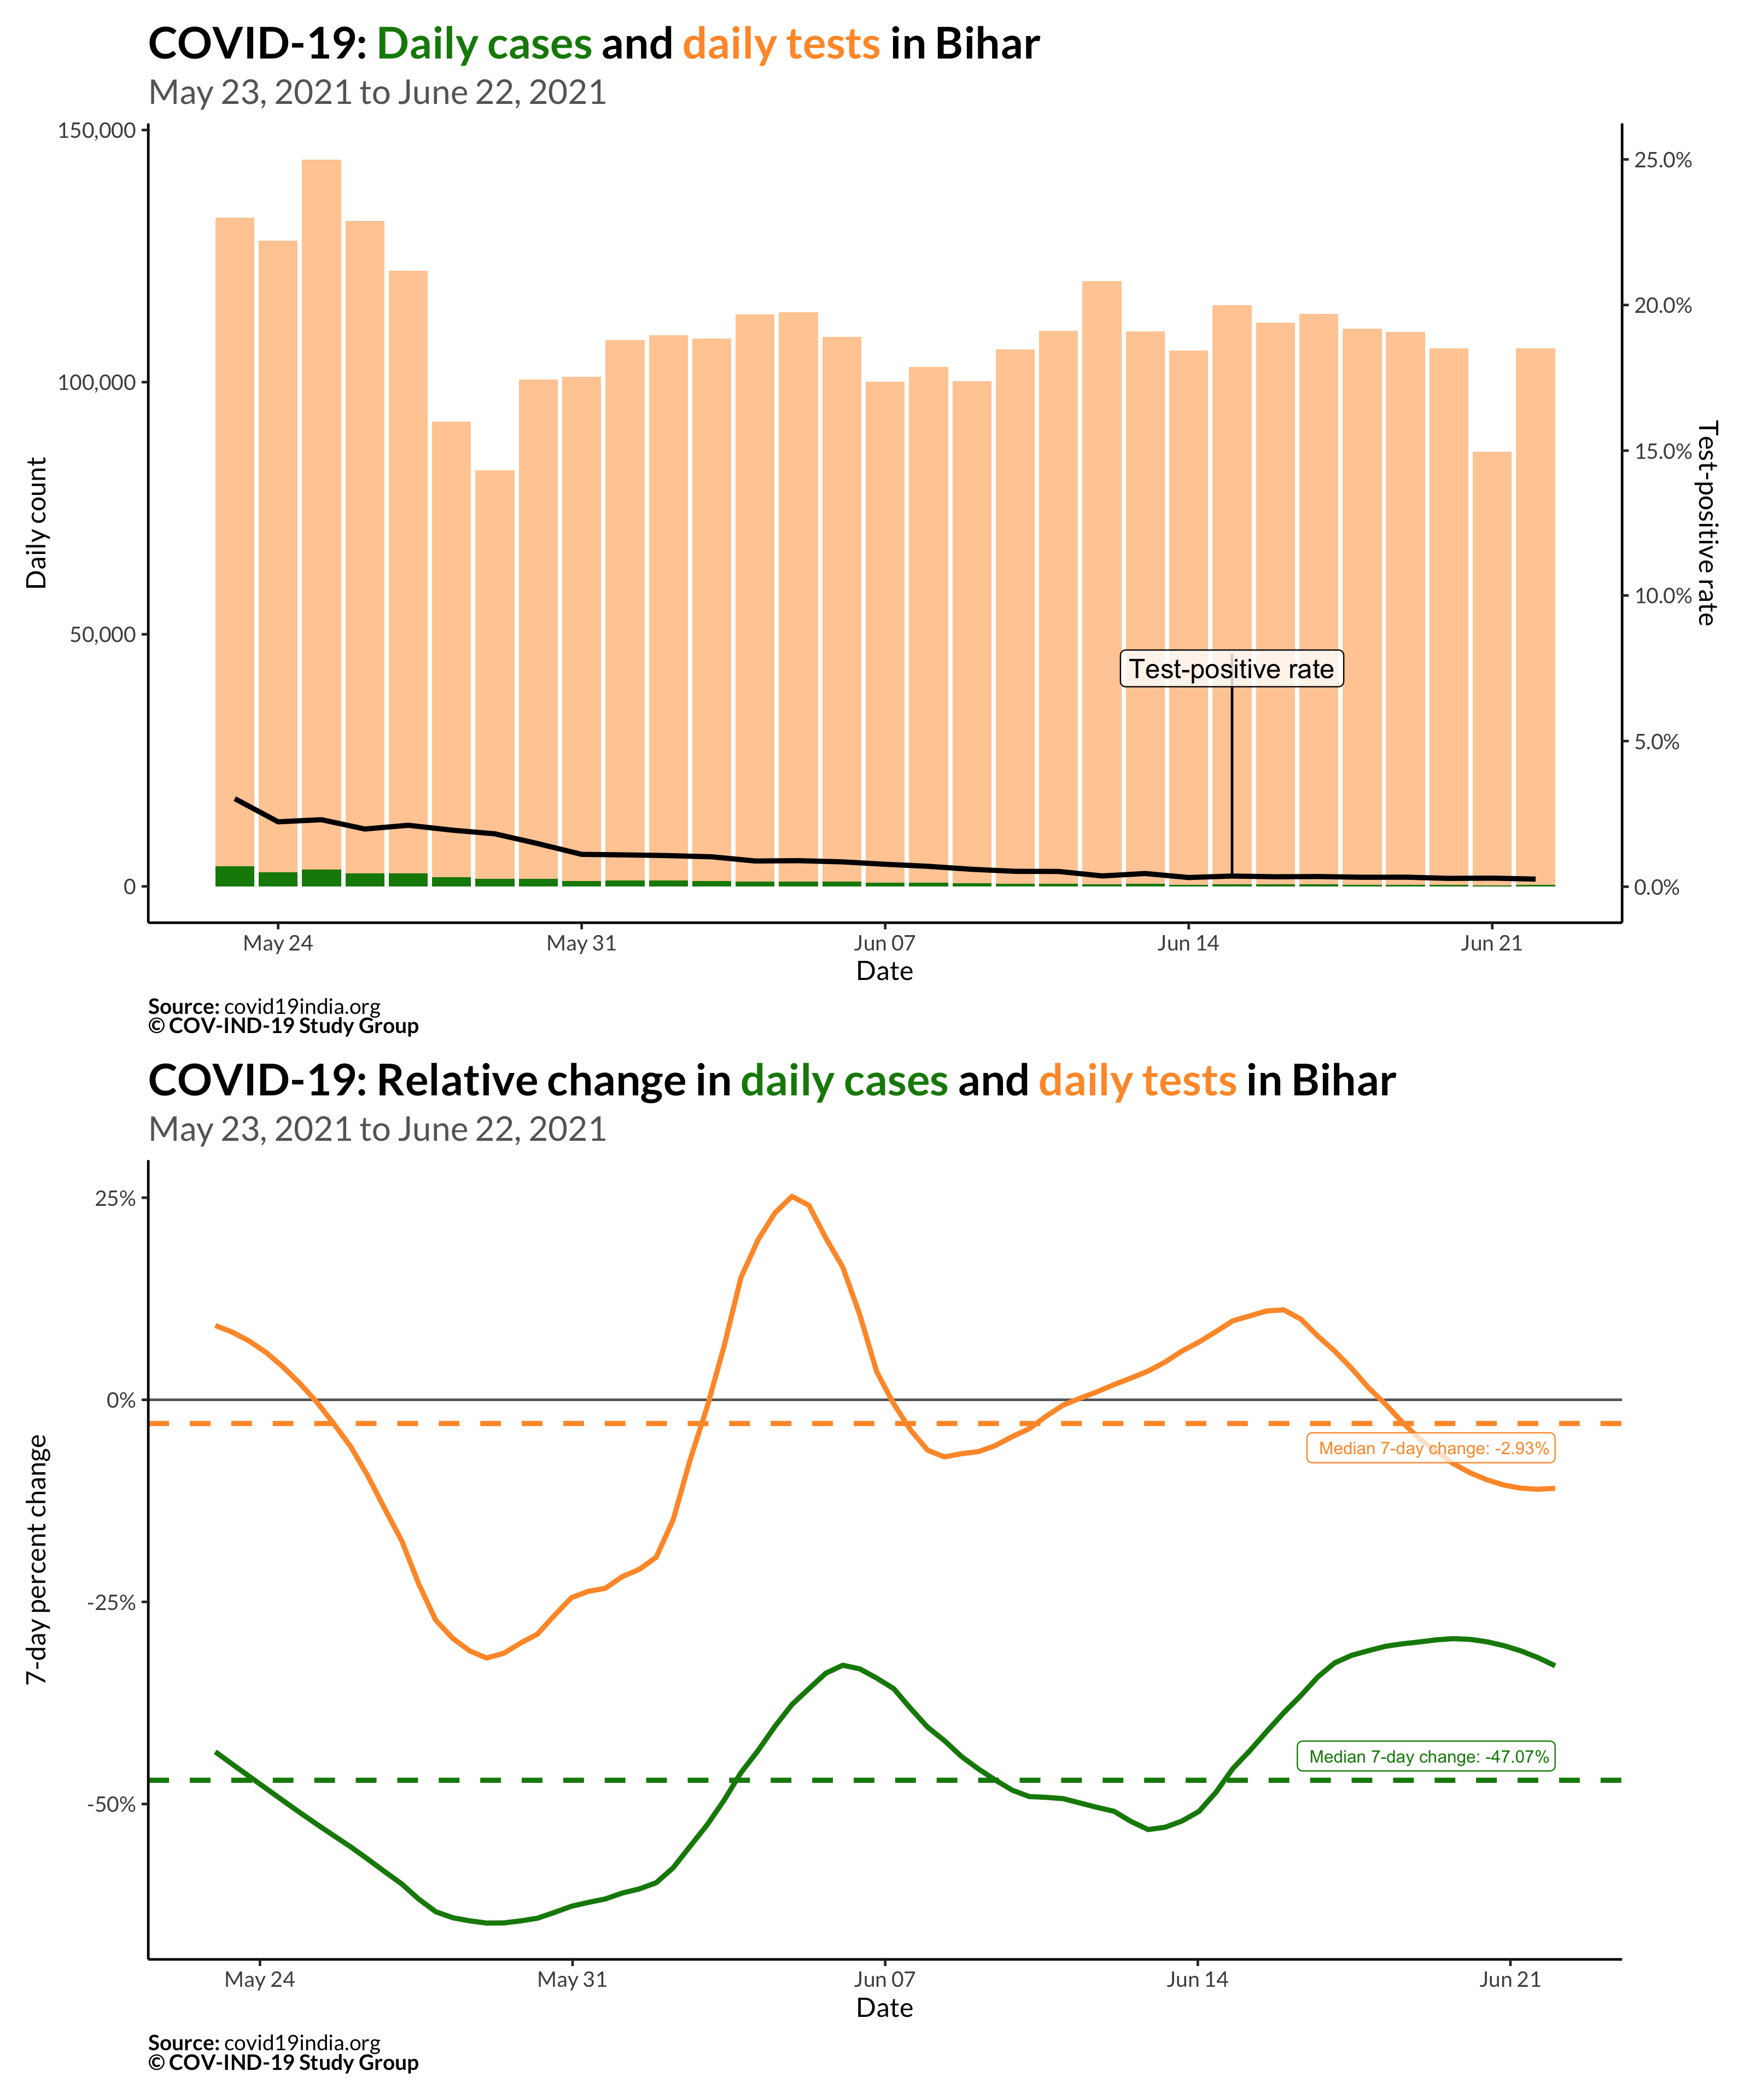 COVID-19: Daily cases and daily tests in Bihar
May 23, 2021 to June 22, 2021
150,000
100,000
50,000
0
Daily count
25.0%
20.0%
15.0%
10.0%
5.0%
0.0%
Test-positive rate
Test-positive rate
May 24
May 31
Jun 07
Jun 14
Jun 21
Date
Source: covid19india.org
© COV-IND-19 Study Group
COVID-19: Relative change in daily cases and daily tests in Bihar
May 23, 2021 to June 22, 2021
25%
0%
-25%
-50%
7-day percent change
Median 7-day change: -2.93%
Median 7-day change: -47.07%
May 24
May 31
Jun 07
Jun 14
Jun 21
Date
Source: covid19india.org
© COV-IND-19 Study Group